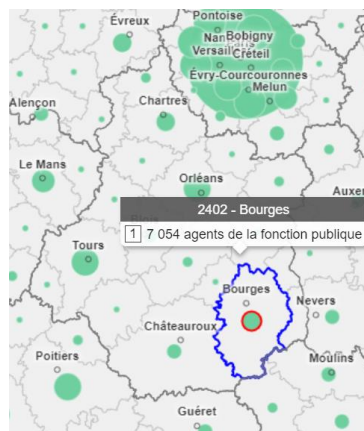 Évreux
Pontoise
Bobigny
Versail
Créteil
Évry-Courcouronnes
Melun
Alençon
Chartres
Le Mans
Orléans
Auxer
2402 - Bourges
1 7 054 agents de la fonction publique
Tours
Bourges
Nevers
Châteauroux
Moulins
Poitiers
Guéret